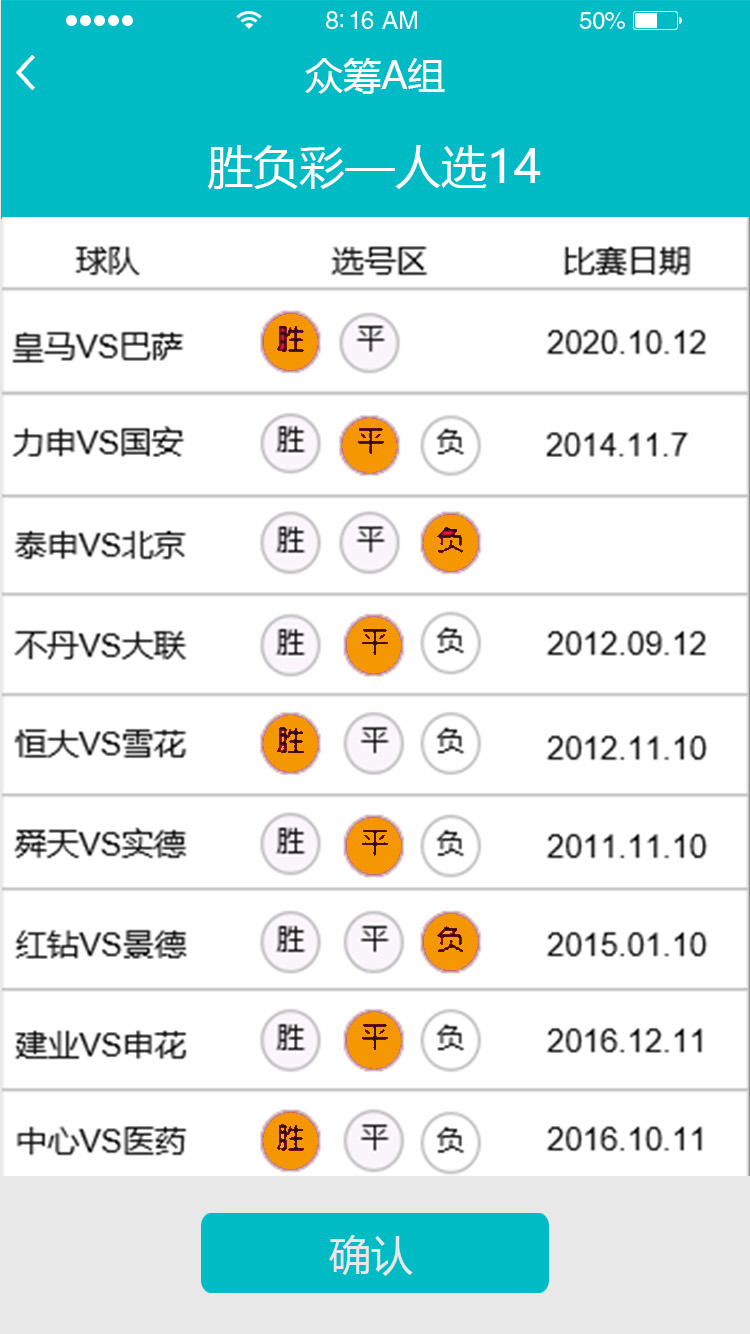 8:16 AM 50%
众筹A组
胜负彩—人选14
球队 选号区 比赛日期
皇马VS巴萨 胜 平 2020.10.12
力申VS国安 胜 平 负 2014.11.7
泰申VS北京 胜 平 负
不丹VS大联 胜 平 负 2012.09.12
恒大VS雪花 胜 平 负 2012.11.10
舜天VS实德 胜 平 负 2011.11.10
红钻VS景德 胜 平 负 2015.01.10
建业VS申花 胜 平 负 2016.12.11
中心VS医药 胜 平 负 2016.10.11
确认